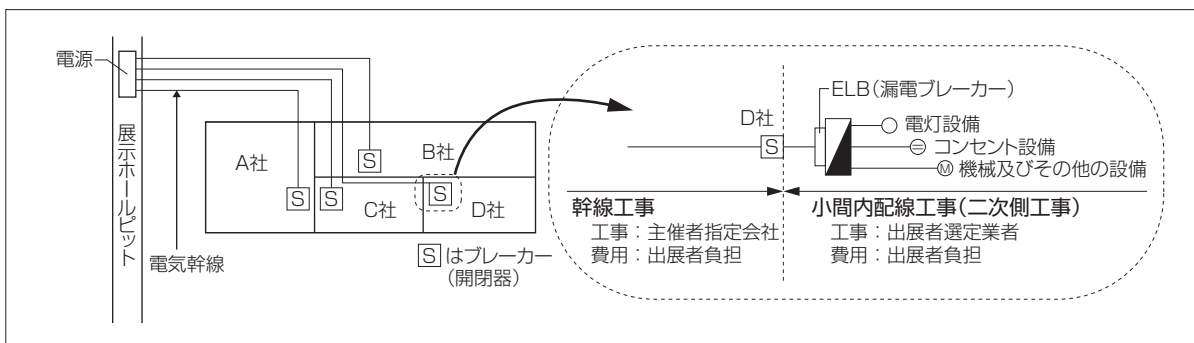 電源
展示ホールピット
電気幹線
A社
B社
C社
D社
S
S
S
S
Sはブレーカー
(開閉器)
D社
S
ELB(漏電ブレーカー)
電灯設備
コンセント設備
M 機械及びその他の設備
幹線工事
工事：主催者指定会社
費用：出展者負担
小間内配線工事(二次側工事)
工事：出展者選定業者
費用：出展者負担